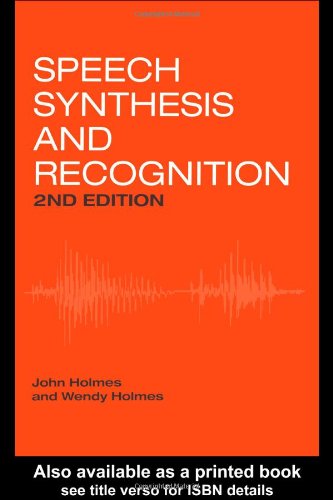 SPEECH
SYNTHESIS
AND
RECOGNITION
2ND EDITION
John Holmes
and Wendy Holmes
Also available as a printed book
see title verso for ISBN details